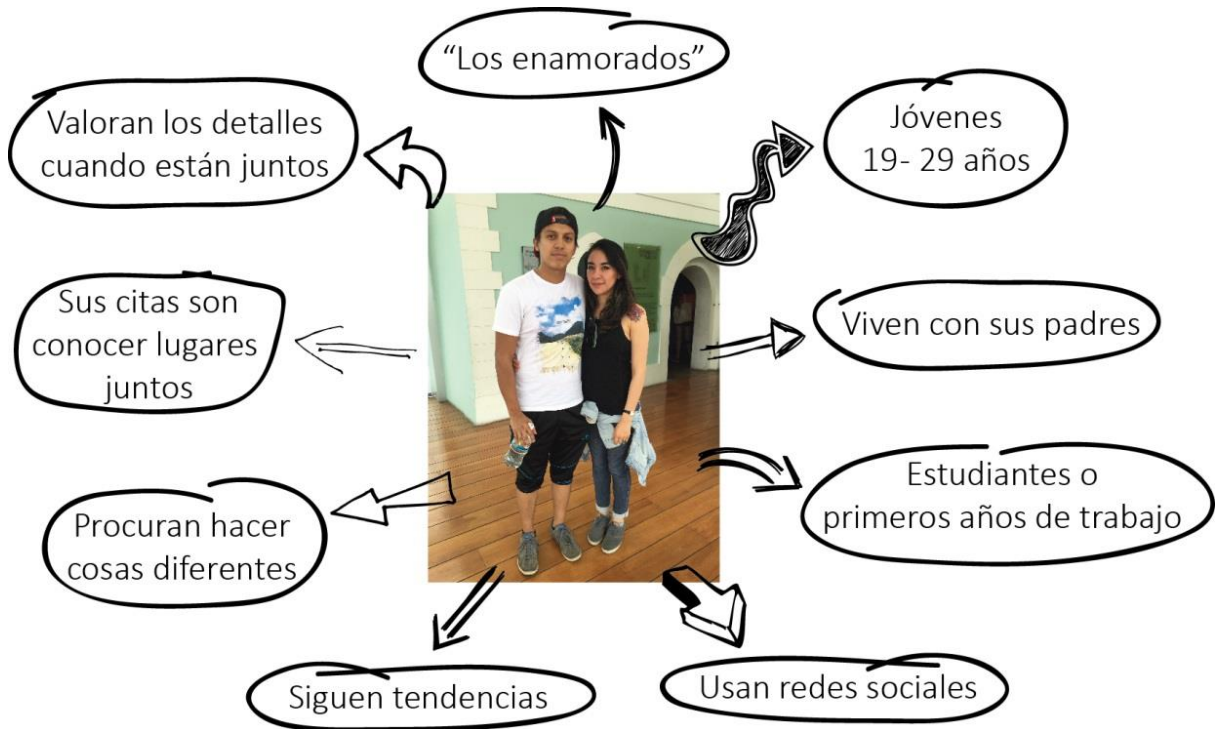 “Los enamorados”
Valoran los detalles
cuando están juntos
Jóvenes
19- 29 años
Sus citas son
conocer lugares
juntos
Viven con sus padres
Procuran hacer
cosas diferentes
Estudiantes o
primeros años de trabajo
Siguen tendencias
Usan redes sociales